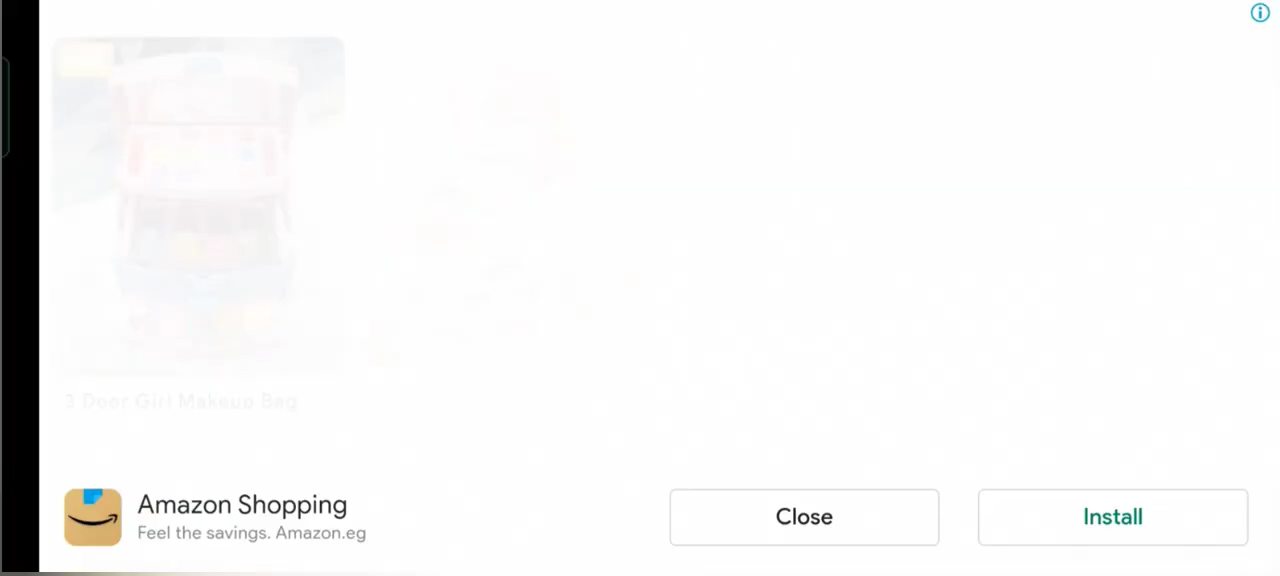 3 Door Girl Makeup Bag
Amazon Shopping
Feel the savings. Amazon.eg
Close
Install